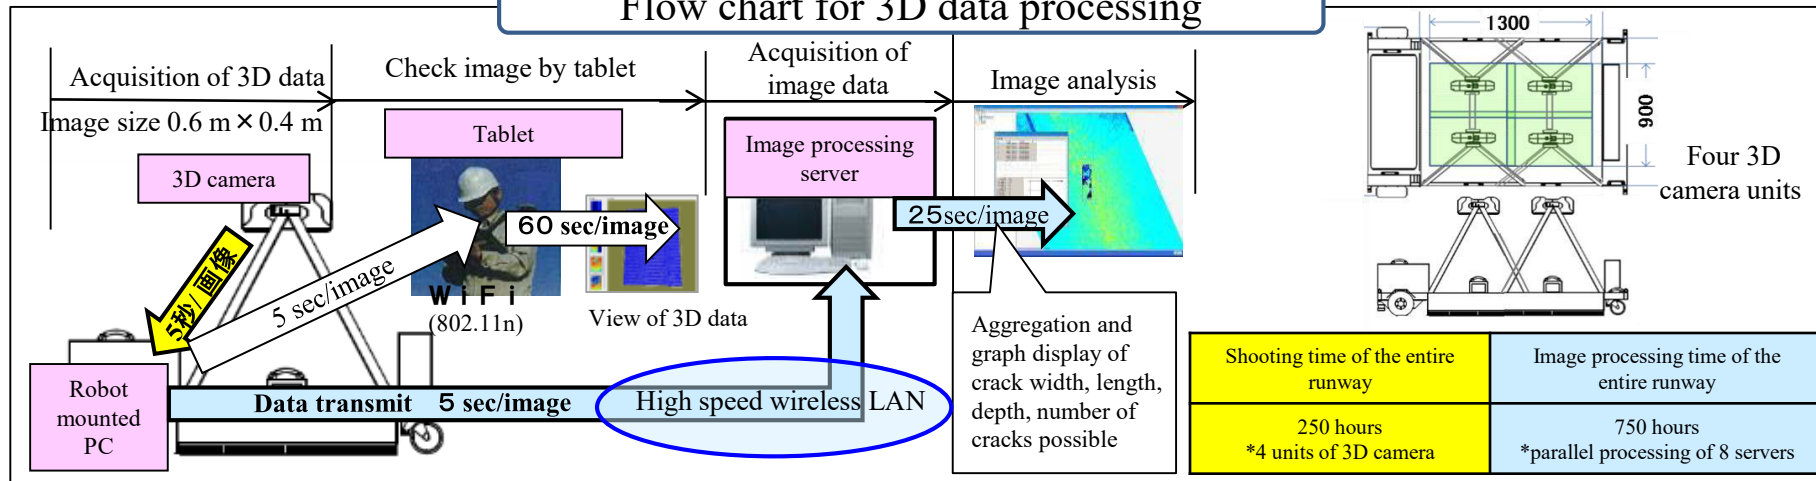 Flow chart for 3D data processing
Acquisition of 3D data
Image size 0.6 m × 0.4 m
Check image by tablet
Acquisition of
image data
Image analysis
3D camera
Tablet
Image processing
server
5秒/画像
5 sec/image
60 sec/image
25sec/image
WiFi
(802.11n)
View of 3D data
Robot
mounted
PC
Data transmit 5 sec/image
High speed wireless LAN
Aggregation and
graph display of
crack width, length,
depth, number of
cracks possible
1300
900
Four 3D
camera units
Shooting time of the entire
runway
Image processing time of the
entire runway
250 hours
*4 units of 3D camera
750 hours
*parallel processing of 8 servers